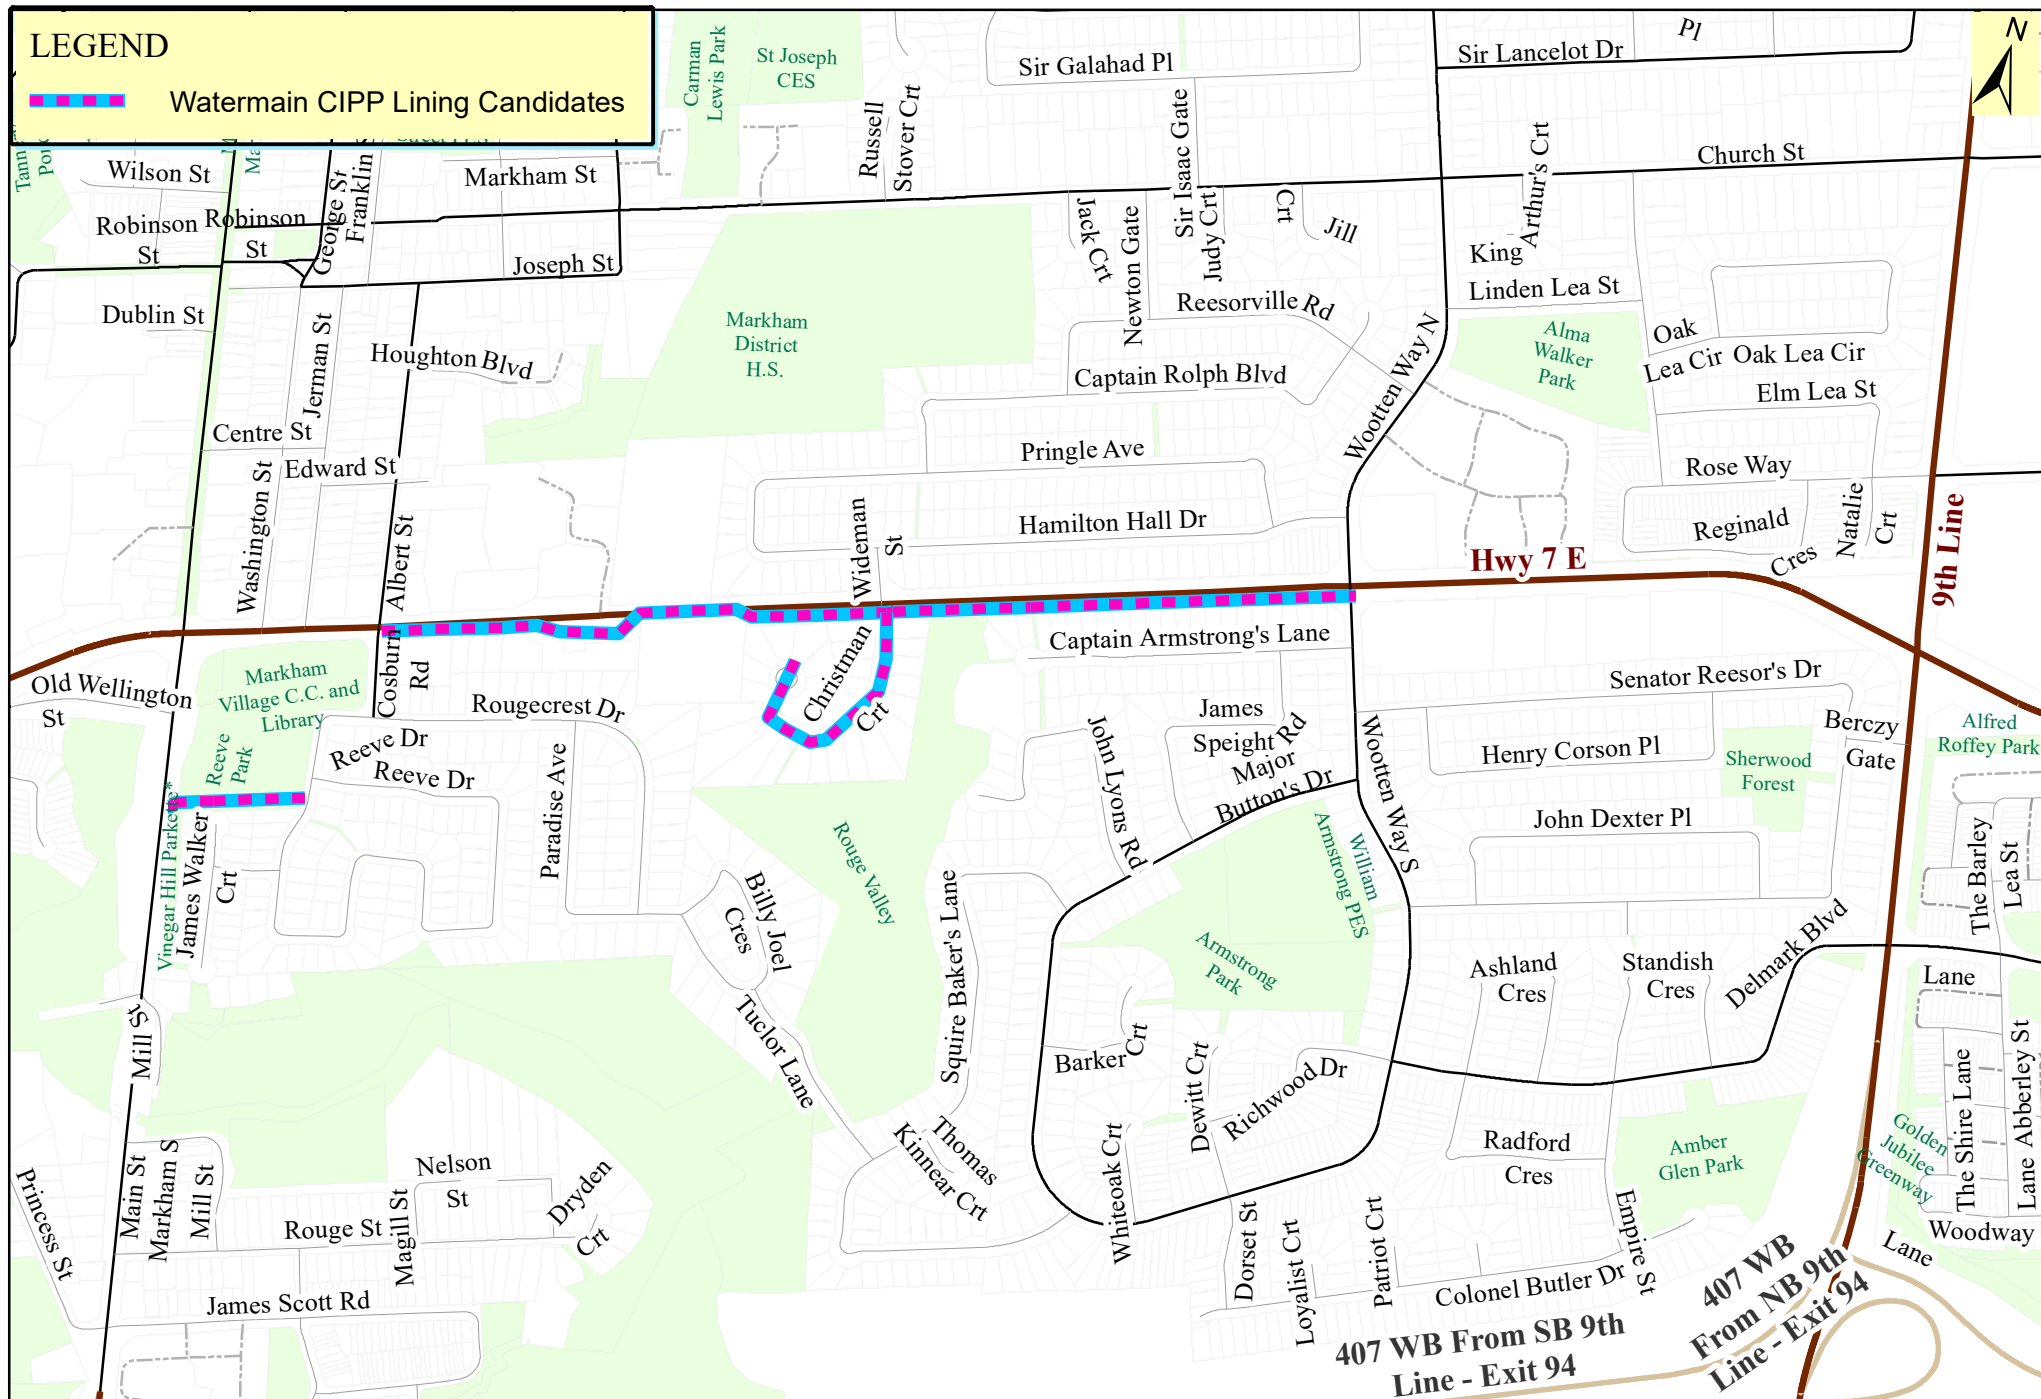 LEGEND
Watermain CIPP Lining Candidates
N
Carman
Lewis Park
St Joseph
CES
Russell
Stover Crt
Sir Galahad Pl
Sir Isaac Gate
Sir Lancelot Dr
Pl
Arthur's Crt
King
Church St
Wilson St
Markham St
Robinson
St
Robinson
St
George St
Franklin
Joseph St
Dublin St
Jerman St
Houghton Blvd
Centre St
Edward St
Washington St
Albert St
Markham
District
H.S.
Jack Crt
Newton Gate
Judy Crt
Crt
Jill
Reesorville Rd
Captain Rolph Blvd
Wootten Way N
Linden Lea St
Alma
Walker
Park
Oak
Lea Cir
Oak Lea Cir
Elm Lea St
Rose Way
Reginald
Cres
Natalie
Crt
9th Line
Pringle Ave
Hamilton Hall Dr
Wideman
St
Hwy 7 E
Old Wellington
St
Markham
Village C.C. and
Library
Reeve
Park
Cosburn
Rd
Rougecrest Dr
Reeve Dr
Reeve Dr
Paradise Ave
Christman
Crt
Captain Armstrong's Lane
James
Speight
Rd
Major
Button's Dr
John Lyons Rd
Wootten Way S
Senator Reesor's Dr
Henry Corson Pl
John Dexter Pl
Sherwood
Forest
Berczy
Gate
Alfred
Roffey Park
Vinegar Hill Parkette*
James Walker
Crt
Rouge Valley
Billy Joel
Cres
Squire Baker's Lane
William
Armstrong PES
Armstrong
Park
Ashland
Cres
Standish
Cres
Delmark Blvd
The Barley
Lea St
Lane
Mill St
St
Tuclor Lane
Barker
Crt
Dewitt Crt
Richwood Dr
Thomas
Kinnear Crt
Whiteoak Crt
Radford
Cres
Amber
Glen Park
Golden
Jubilee
Greenway
The Shire Lane
Lane
Abberley St
Woodway
Lane
Princess St
Main St
Markham S
Mill St
Nelson
St
Rouge St
Magill St
Dryden
Crt
James Scott Rd
Dorset St
Loyalist Crt
Patriot Crt
Colonel Butler Dr
Empire St
407 WB From SB 9th
Line - Exit 94
407 WB
From NB 9th
Line - Exit 94